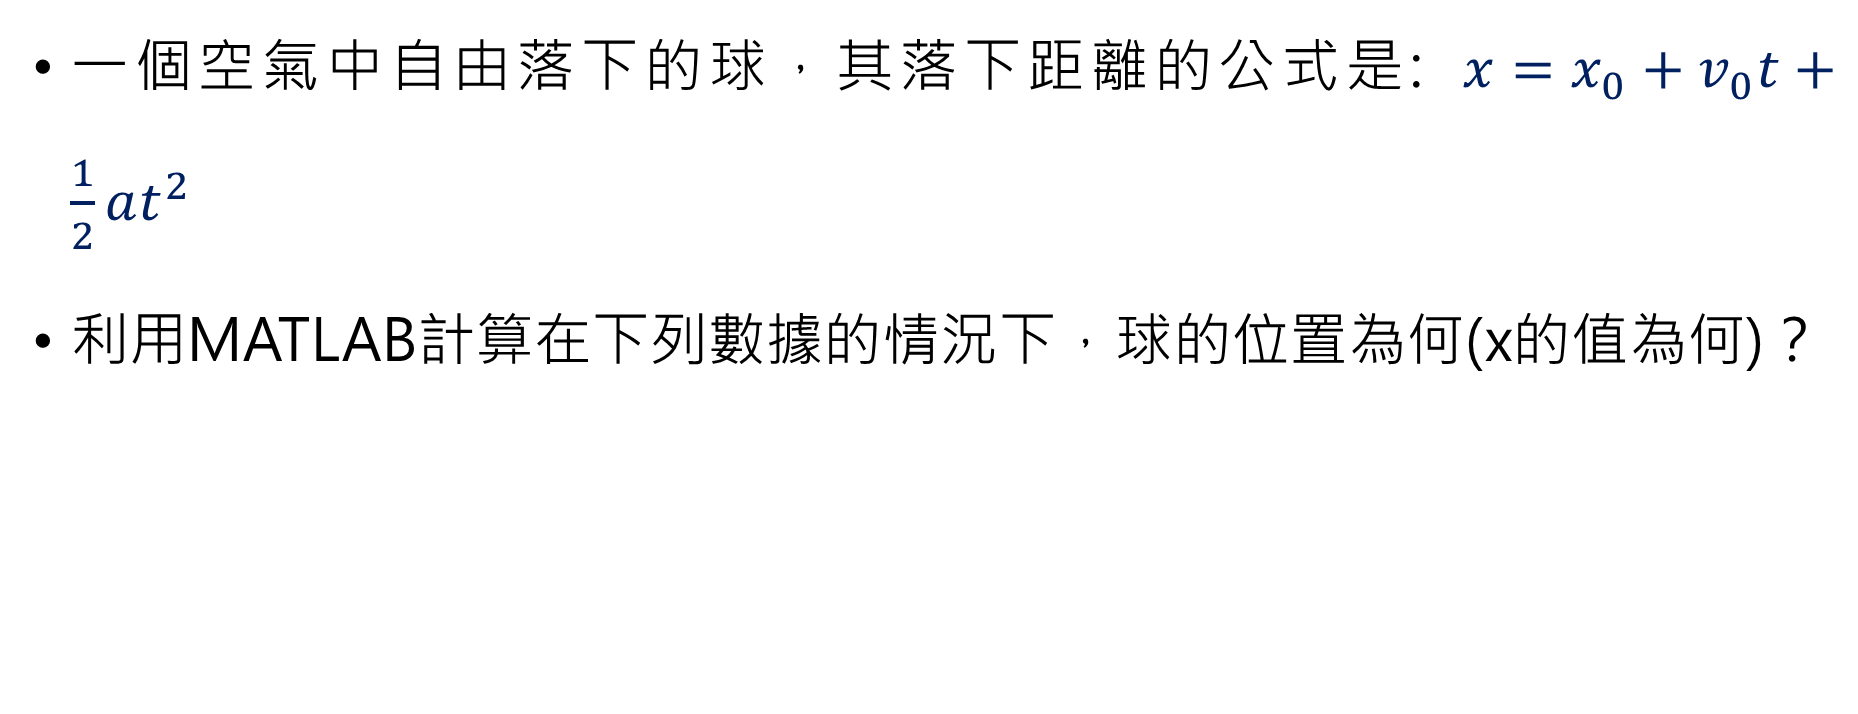 • 一個空氣中自由落下的球，其落下距離的公式是: x = x₀ + v₀t +
½at²
• 利用MATLAB計算在下列數據的情況下，球的位置為何(x的值為何)？